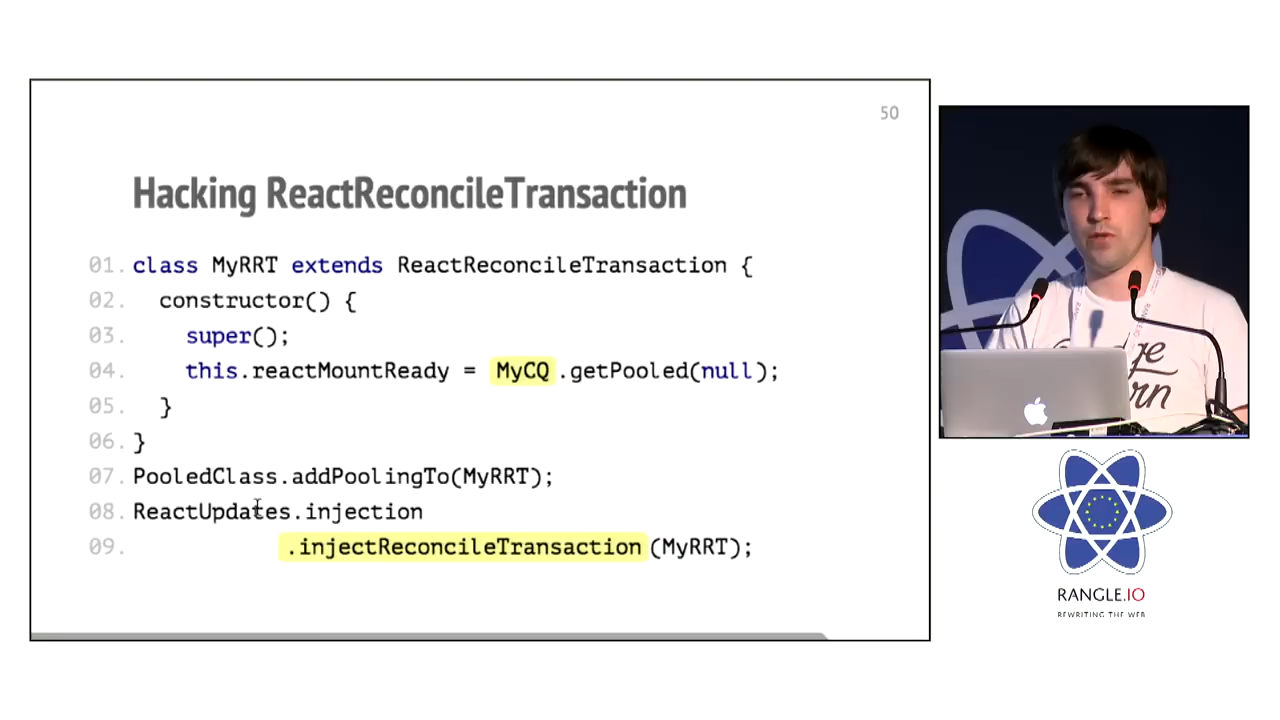 50
Hacking ReactReconcileTransaction
01. class MyRRT extends ReactReconcileTransaction {
02. constructor() {
03. super();
04. this.reactMountReady = MyCQ.getPooled(null);
05. }
06. }
07. PooledClass.addPoolingTo(MyRRT);
08. ReactUpdates.injection
09. .injectReconcileTransaction(MyRRT);
RANGLE.IO
REWRITING THE WEB